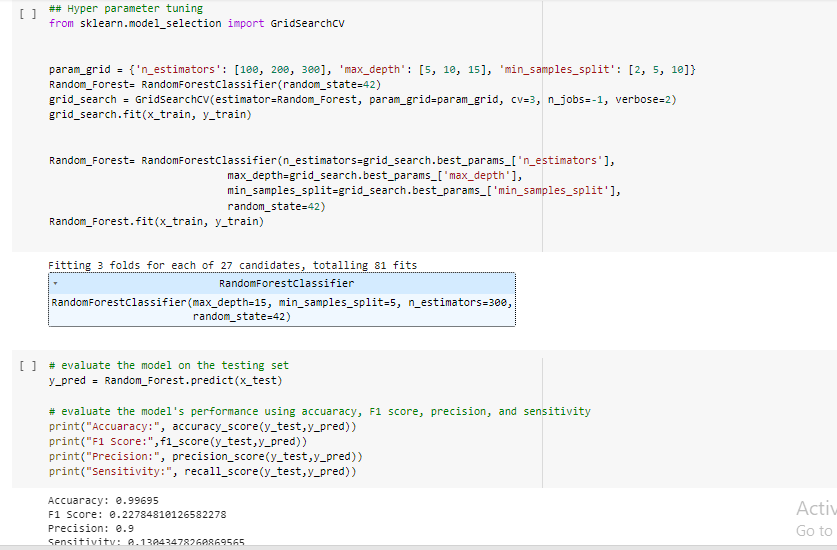 [ ] ## Hyper parameter tuning
from sklearn.model_selection import GridSearchCV
param_grid = {'n_estimators': [100, 200, 300], 'max_depth': [5, 10, 15], 'min_samples_split': [2, 5, 10]}
Random_Forest= RandomForestClassifier(random_state=42)
grid_search = GridSearchCV(estimator=Random_Forest, param_grid=param_grid, cv=3, n_jobs=-1, verbose=2)
grid_search.fit(x_train, y_train)
Random_Forest= RandomForestClassifier(n_estimators=grid_search.best_params_['n_estimators'],
max_depth=grid_search.best_params_['max_depth'],
min_samples_split=grid_search.best_params_['min_samples_split'],
random_state=42)
Random_Forest.fit(x_train, y_train)
Fitting 3 folds for each of 27 candidates, totalling 81 fits
RandomForestClassifier
RandomForestClassifier(max_depth=15, min_samples_split=5, n_estimators=300,
random_state=42)
[ ] # evaluate the model on the testing set
y_pred = Random_Forest.predict(x_test)
# evaluate the model's performance using accuaracy, F1 score, precision, and sensitivity
print("Accuaracy:", accuracy_score(y_test,y_pred))
print("F1 Score:",f1_score(y_test,y_pred))
print("Precision:", precision_score(y_test,y_pred))
print("Sensitivity:", recall_score(y_test,y_pred))
Accuaracy: 0.99695
F1 Score: 0.22784810126582278
Precision: 0.9
Sensitivity: 0.13043478260869565
Activ
Go to